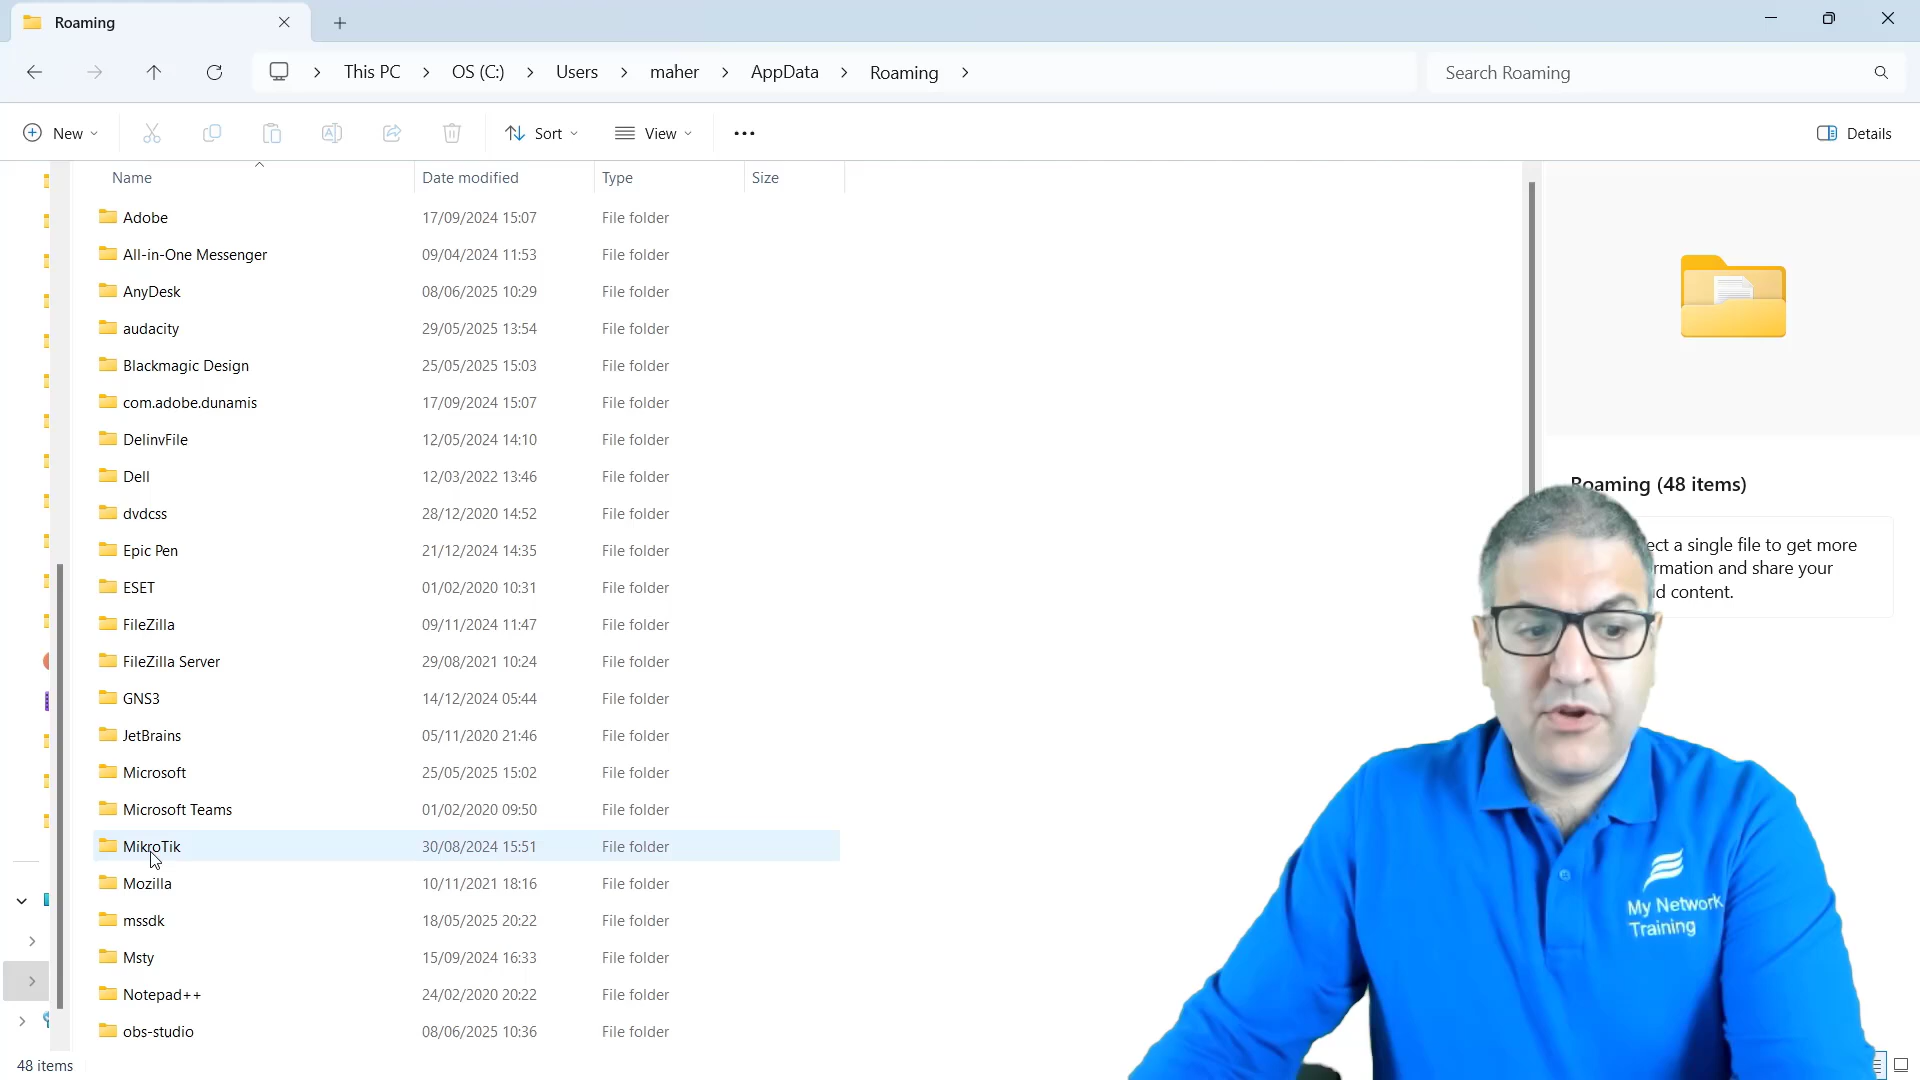 Roaming
This PC
OS (C:)
Users
maher
AppData
Roaming
Search Roaming
New
Sort
View
Details
Name
Date modified
Type
Size
Adobe 17/09/2024 15:07 File folder
All-in-One Messenger 09/04/2024 11:53 File folder
AnyDesk 08/06/2025 10:29 File folder
audacity 29/05/2025 13:54 File folder
Blackmagic Design 25/05/2025 15:03 File folder
com.adobe.dunamis 17/09/2024 15:07 File folder
DelinvFile 12/05/2024 14:10 File folder
Dell 12/03/2022 13:46 File folder
dvdcss 28/12/2020 14:52 File folder
Epic Pen 21/12/2024 14:35 File folder
ESET 01/02/2020 10:31 File folder
FileZilla 09/11/2024 11:47 File folder
FileZilla Server 29/08/2021 10:24 File folder
GNS3 14/12/2024 05:44 File folder
JetBrains 05/11/2020 21:46 File folder
Microsoft 25/05/2025 15:02 File folder
Microsoft Teams 01/02/2020 09:50 File folder
MikroTik 30/08/2024 15:51 File folder
Mozilla 10/11/2021 18:16 File folder
mssdk 18/05/2025 20:22 File folder
Msty 15/09/2024 16:33 File folder
Notepad++ 24/02/2020 20:22 File folder
obs-studio 08/06/2025 10:36 File folder
48 items
Roaming (48 items)
a single file to get more
and share your
content.
My Network
Training